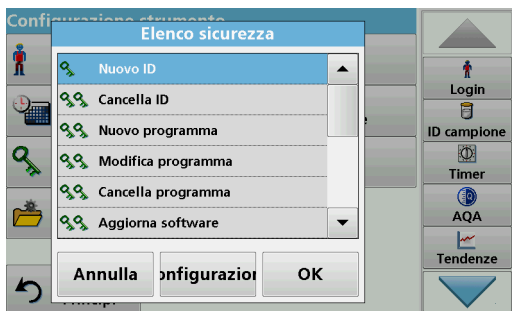 Configurazione strumento
Elenco sicurezza
Nuovo ID
Cancella ID
Nuovo programma
Modifica programma
Cancella programma
Aggiorna software
Annulla
onfigurazion
OK
Login
ID campione
Timer
AQA
Tendenze